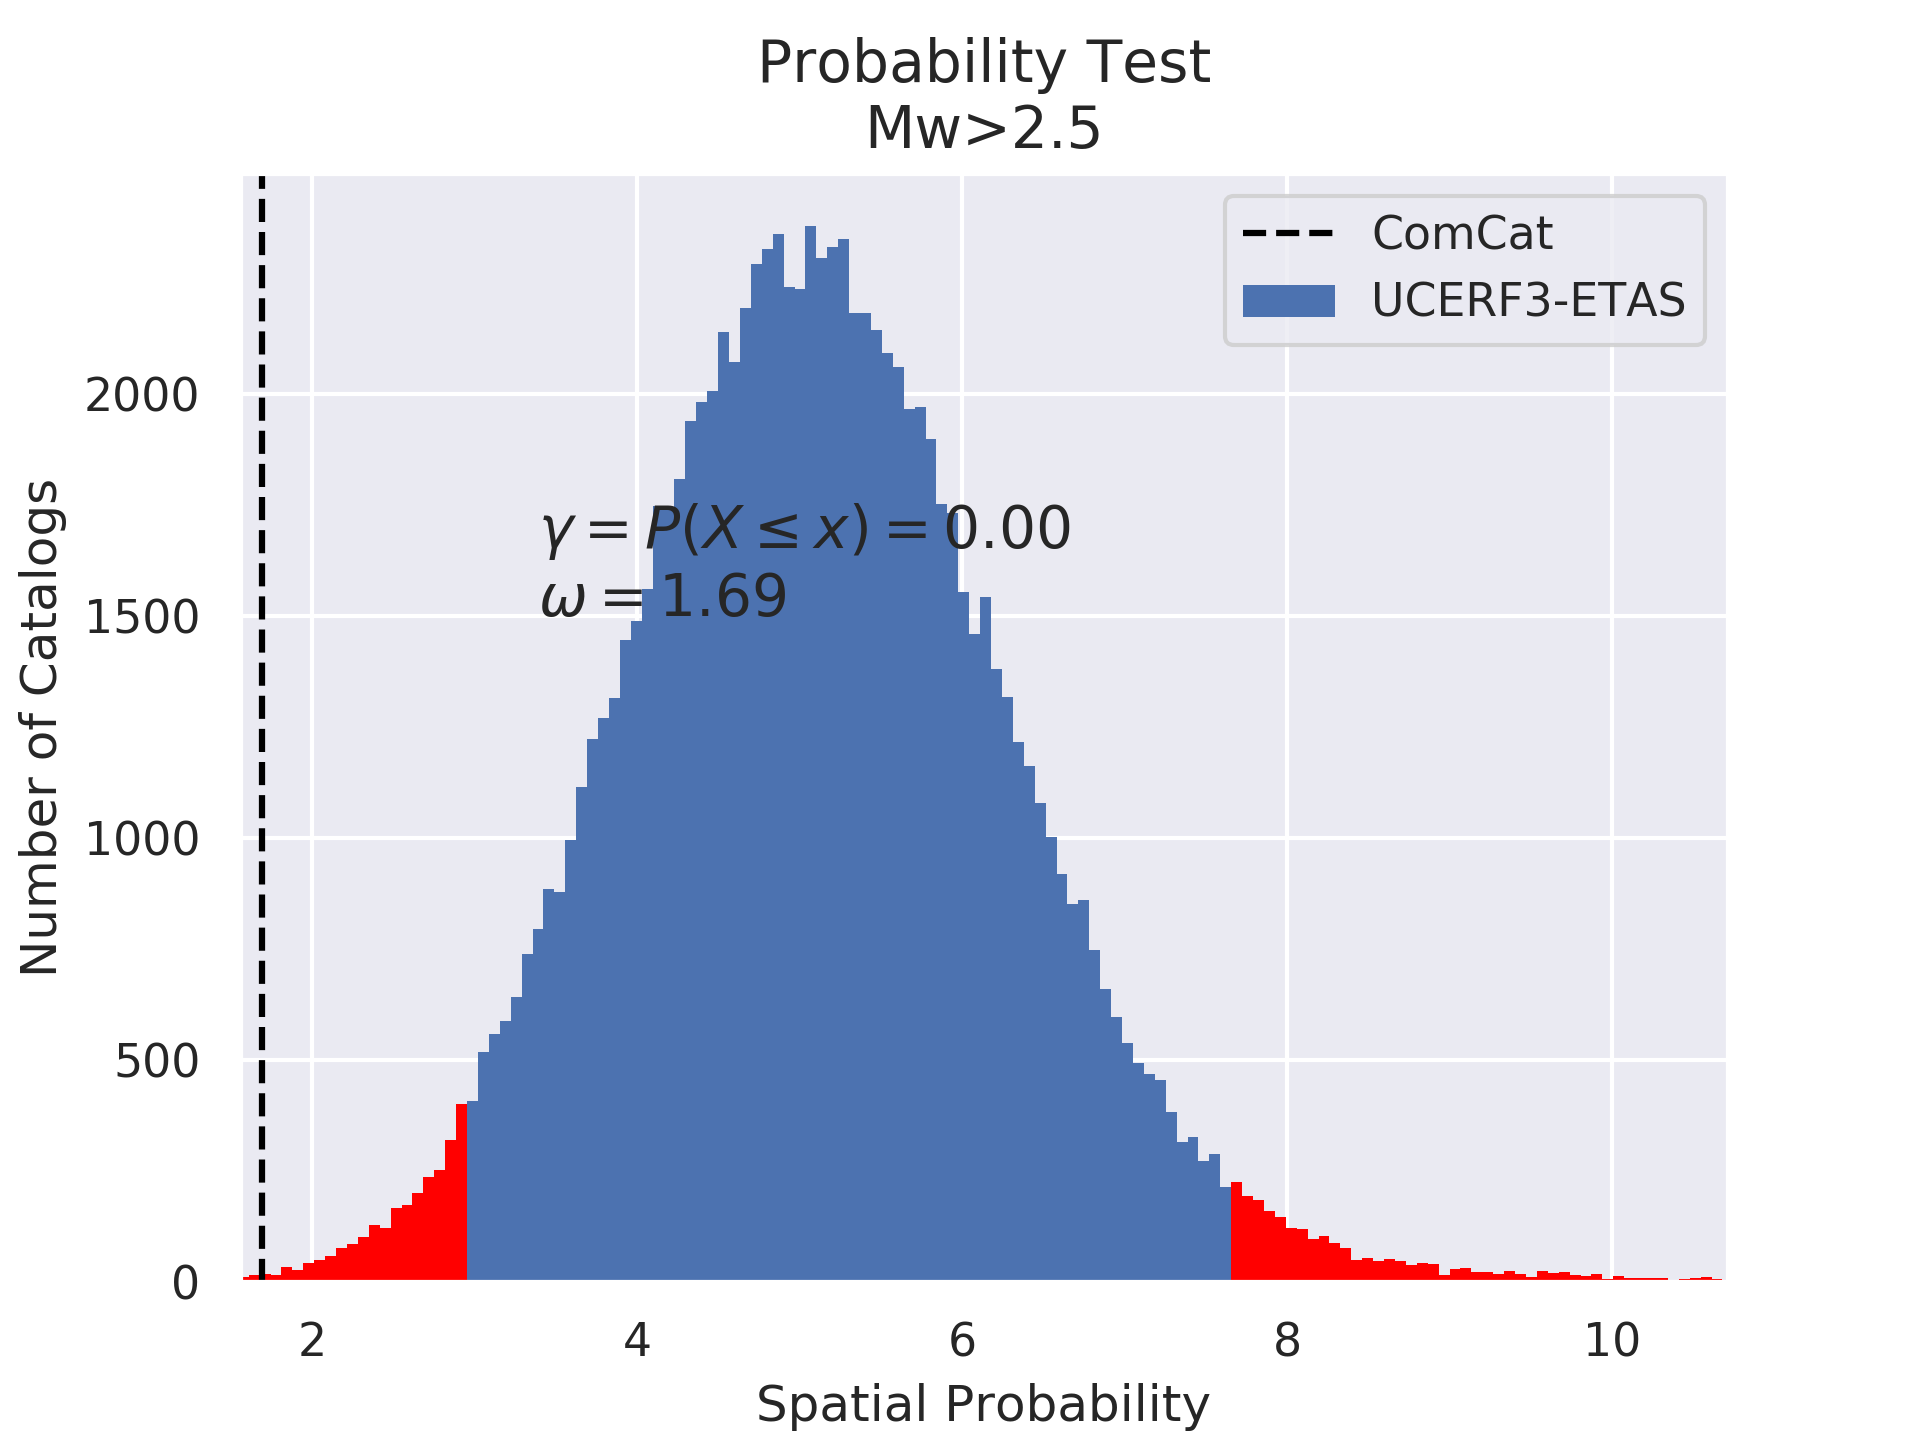 Probability Test
Mw>2.5
ComCat
UCERF3-ETAS
γ = P(X ≤ x) = 0.00
ω = 1.69
Number of Catalogs
2000
1500
1000
500
0
2 4 6 8 10
Spatial Probability